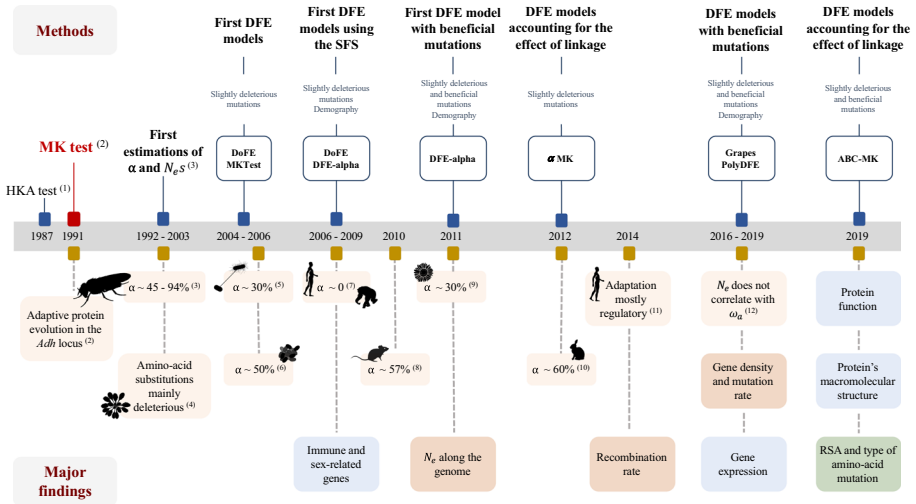 Methods
First DFE
models
First DFE
models using
the SFS
First DFE model
with beneficial
mutations
DFE models
accounting for the
effect of linkage
DFE models
with beneficial
mutations
DFE models
accounting for the
effect of linkage
Slightly deleterious
mutations
Slightly deleterious
mutations
Demography
Slightly deleterious
and beneficial
mutations
Demography
Slightly deleterious
mutations
Slightly deleterious
and beneficial
mutations
Demography
Slightly deleterious and
beneficial mutations
HKA test (1)
MK test (2)
First
estimations of
α and Nₑs (3)
DoFE
MKTest
DoFE
DFE-alpha
DFE-alpha
α MK
Grapes
PolyDFE
ABC-MK
1987
1991
1992 - 2003
2004 - 2006
2006 - 2009
2010
2011
2012
2014
2016 - 2019
2019
Adaptive protein
evolution in the
Adh locus (2)
α ~ 45 - 94% (3)
Amino-acid
substitutions
mainly
deleterious (4)
α ~ 30% (5)
α ~ 50% (6)
α ~ 0 (7)
Immune and
sex-related
genes
α ~ 57% (8)
α ~ 30% (9)
Nₑ along the
genome
α ~ 60% (10)
Adaptation
mostly
regulatory (11)
Recombination
rate
Nₑ does not
correlate with
ωₐ (12)
Gene density
and mutation
rate
Gene
expression
Protein
function
Protein's
macromolecular
structure
RSA and type of
amino-acid
mutation
Major
findings